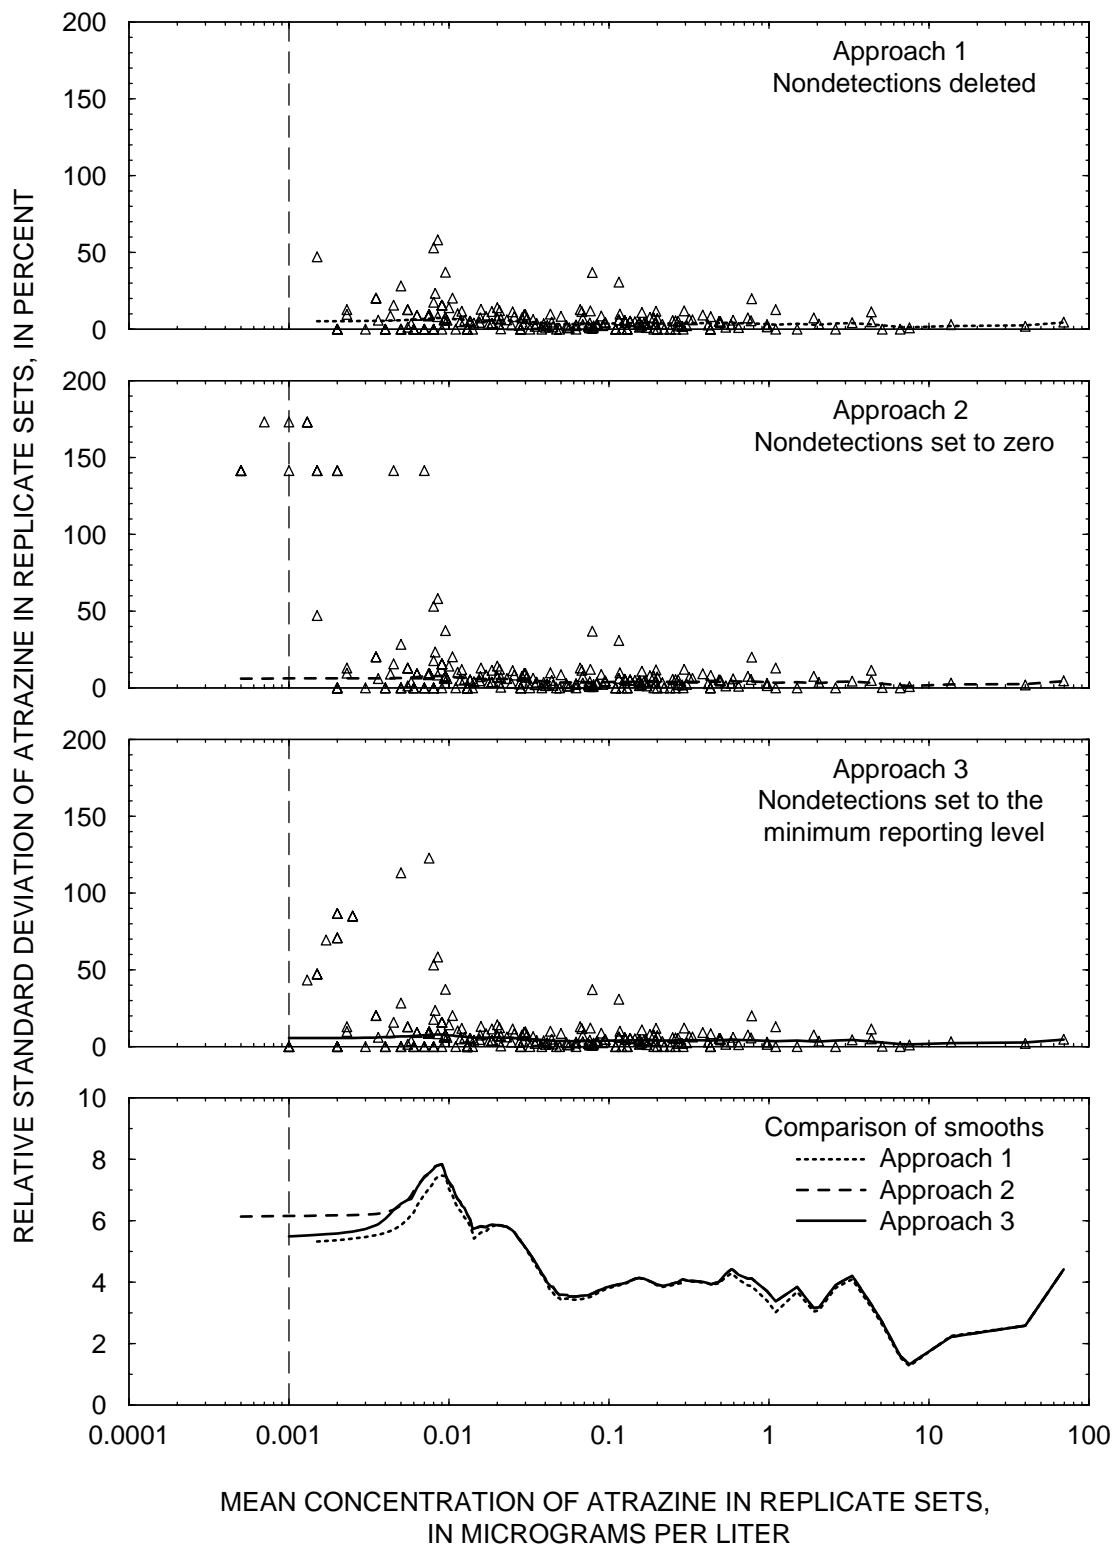 RELATIVE STANDARD DEVIATION OF ATRAZINE IN REPLICATE SETS, IN PERCENT
200
150
100
50
0
Approach 1
Nondetections deleted
200
150
100
50
0
Approach 2
Nondetections set to zero
200
150
100
50
0
Approach 3
Nondetections set to the
minimum reporting level
10
8
6
4
2
0
Comparison of smooths
Approach 1
Approach 2
Approach 3
0.0001 0.001 0.01 0.1 1 10 100
MEAN CONCENTRATION OF ATRAZINE IN REPLICATE SETS,
IN MICROGRAMS PER LITER